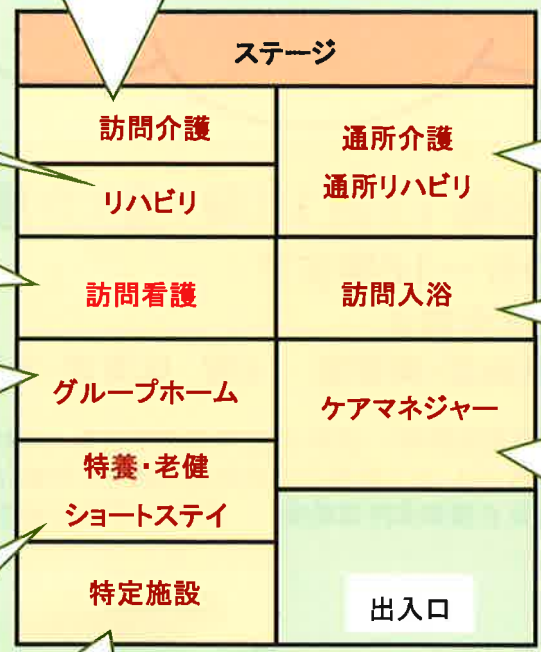 ステージ
訪問介護
リハビリ
訪問看護
グループホーム
特養・老健
ショートステイ
特定施設
通所介護
通所リハビリ
訪問入浴
ケアマネジャー
出入口